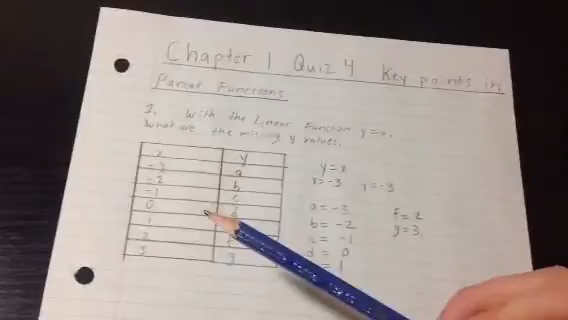 Chapter 1 Quiz 4 Key points in
Parent Functions
1. With the Linear Function y=x,
What are the missing y values.
x y
-3 a
-2 b
-1 c
0 d
1
2 f
3 g
y=x
x=-3 y=-3
a=-3
b=-2
c=-1
d=0
=1
f=2
g=3